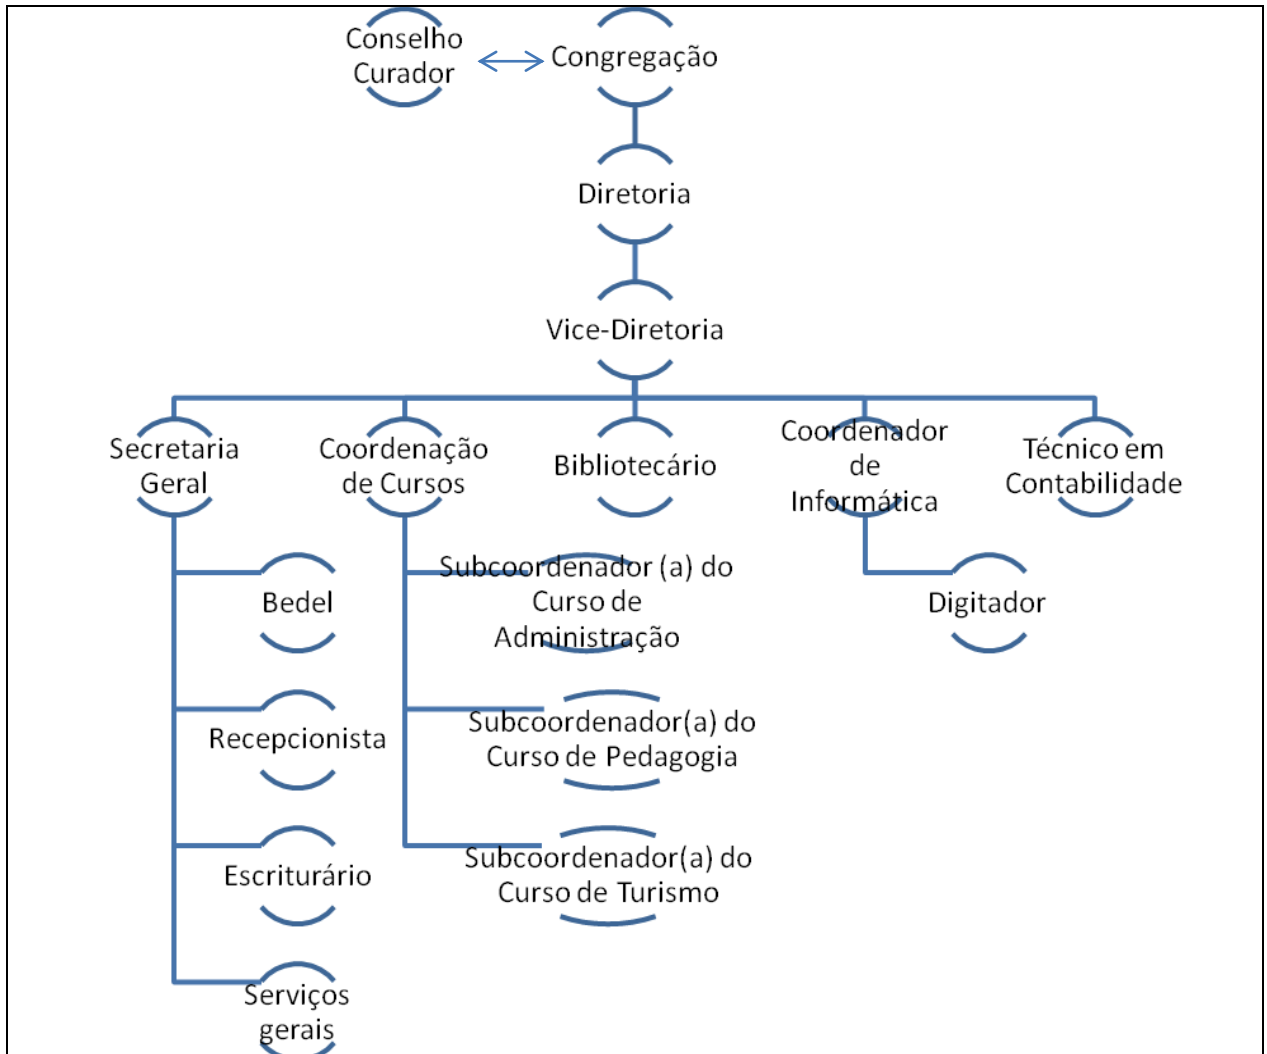 Conselho
Curador
Congregação
Diretoria
Vice-Diretoria
Secretaria
Geral
Coordenação
de Cursos
Bibliotecário
Coordenador
de
Informática
Técnico em
Contabilidade
Bedel
Recepcionista
Escriturário
Serviços
gerais
Subcoordenador (a) do
Curso de
Administração
Subcoordenador(a) do
Curso de Pedagogia
Subcoordenador(a) do
Curso de Turismo
Digitador